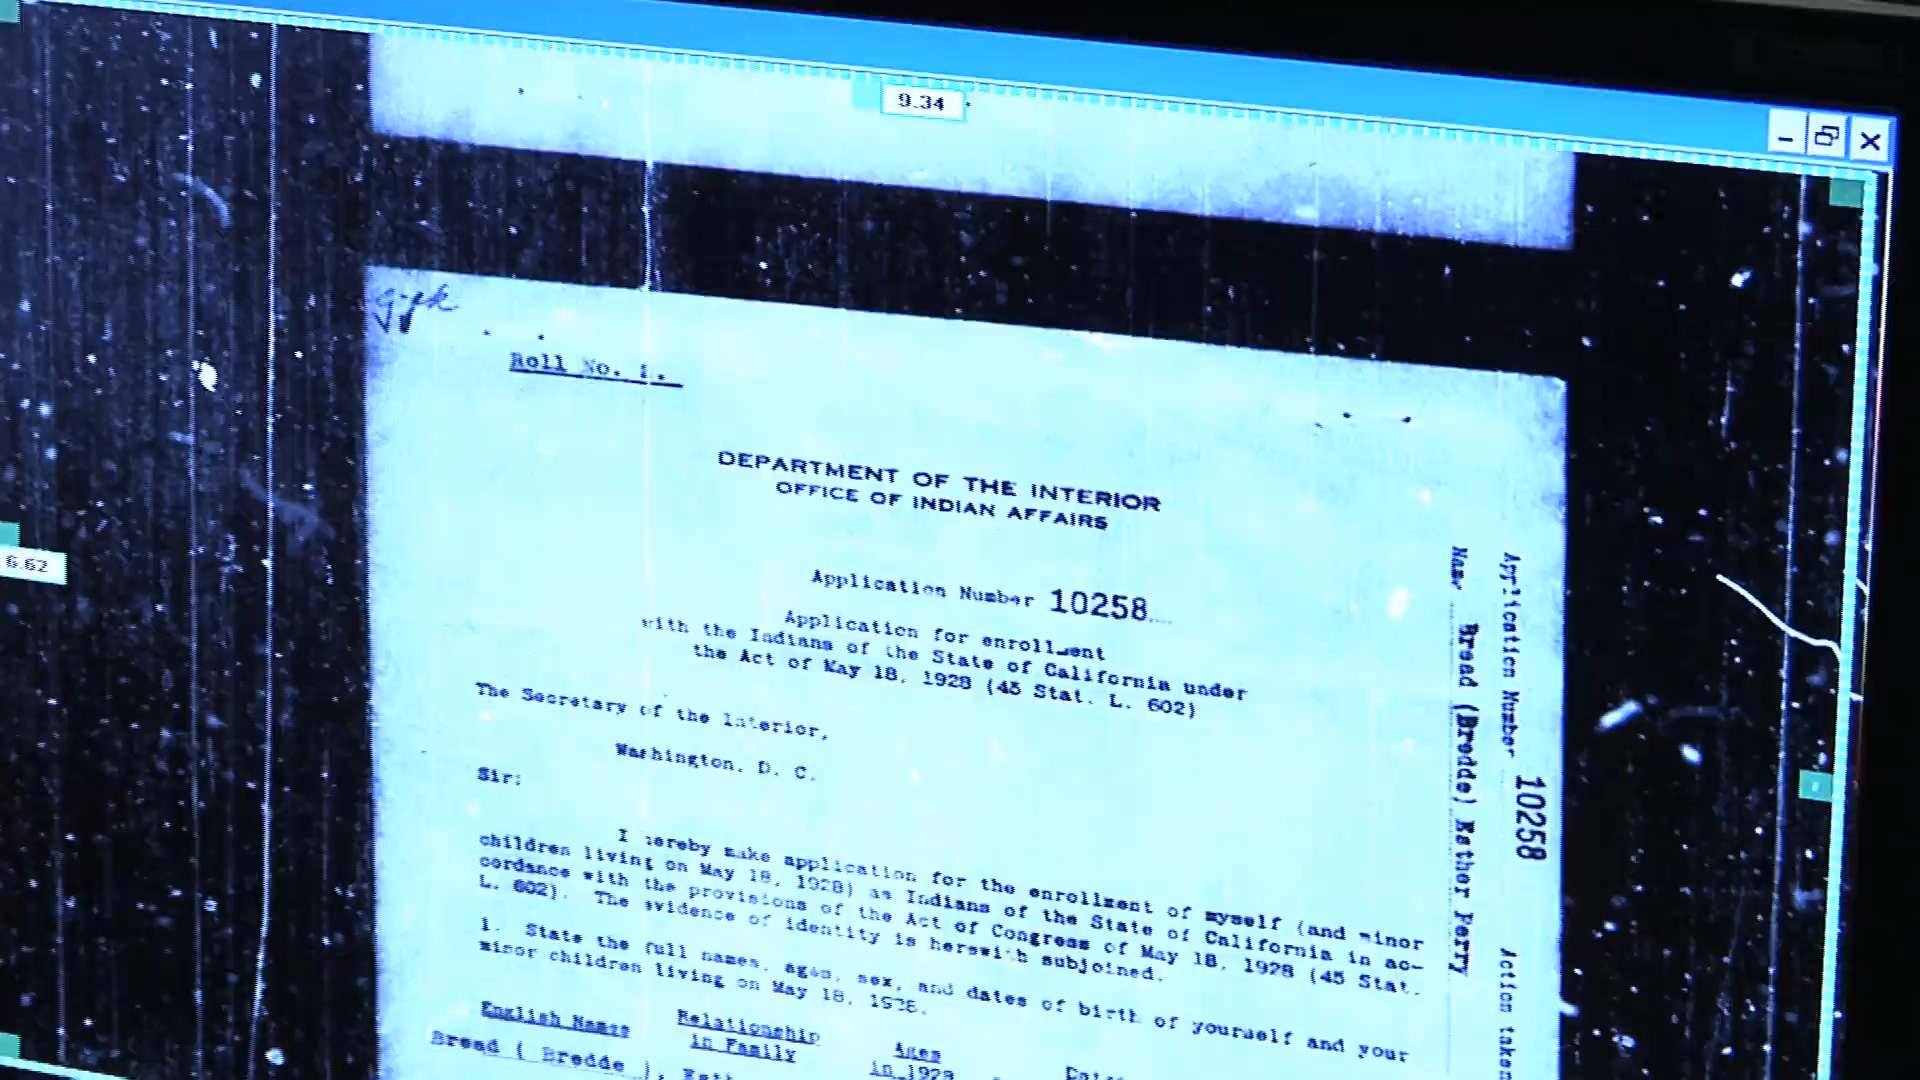 9.34
6.62
Roll No.
DEPARTMENT OF THE INTERIOR
OFFICE OF INDIAN AFFAIRS
Application Number 10258
Application for enrollment
with the Indians of the State of California under
the Act of May 18, 1928 (45 Stat. L. 602)
The Secretary of the Interior,
Washington, D. C.
Sir:
I hereby make application for the enrollment of myself (and minor
children living on May 18, 1928) as Indians of the State of California in ac-
cordance with the provisions of the Act of Congress of May 18, 1928 (45 Stat.
L. 602). The evidence of identity is herewith subjoined.
1. State the full names, ages, sex, and dates of birth of yourself and your
minor children living on May 18, 1928.
English Names
Relationship
in Family
Ages
in 1928
Bread ( Bredde ),
Application Number 10258
Name Bread (Bredde) Esther Perry
Action taken